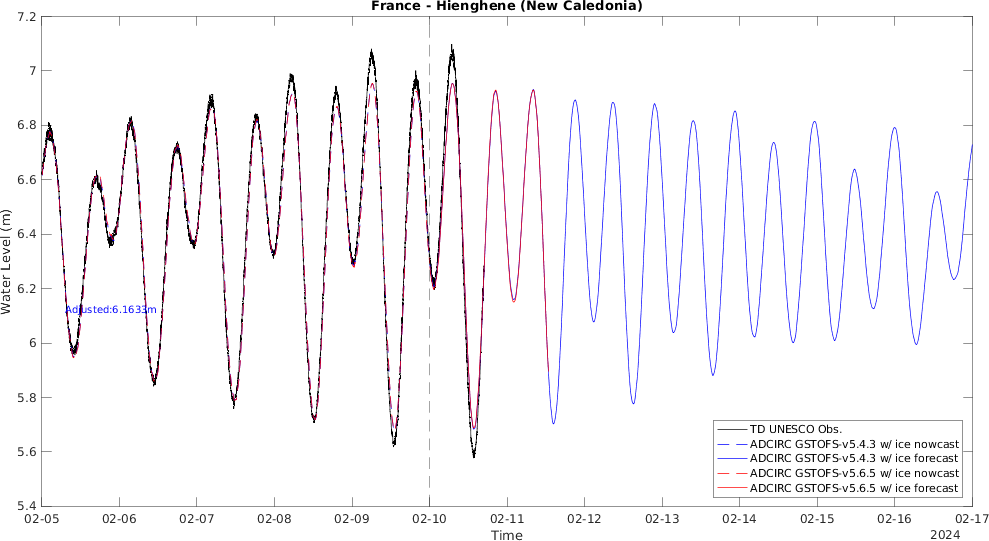 France - Hienghene (New Caledonia)
7.2
7
6.8
6.6
6.4
6.2
6
5.8
5.6
5.4
Water Level (m)
Adjusted:6.1633m
TD UNESCO Obs.
ADCIRC GSTOFS-v5.4.3 w/ ice nowcast
ADCIRC GSTOFS-v5.4.3 w/ ice forecast
ADCIRC GSTOFS-v5.6.5 w/ ice nowcast
ADCIRC GSTOFS-v5.6.5 w/ ice forecast
02-05 02-06 02-07 02-08 02-09 02-10 02-11 02-12 02-13 02-14 02-15 02-16 02-17
Time
2024